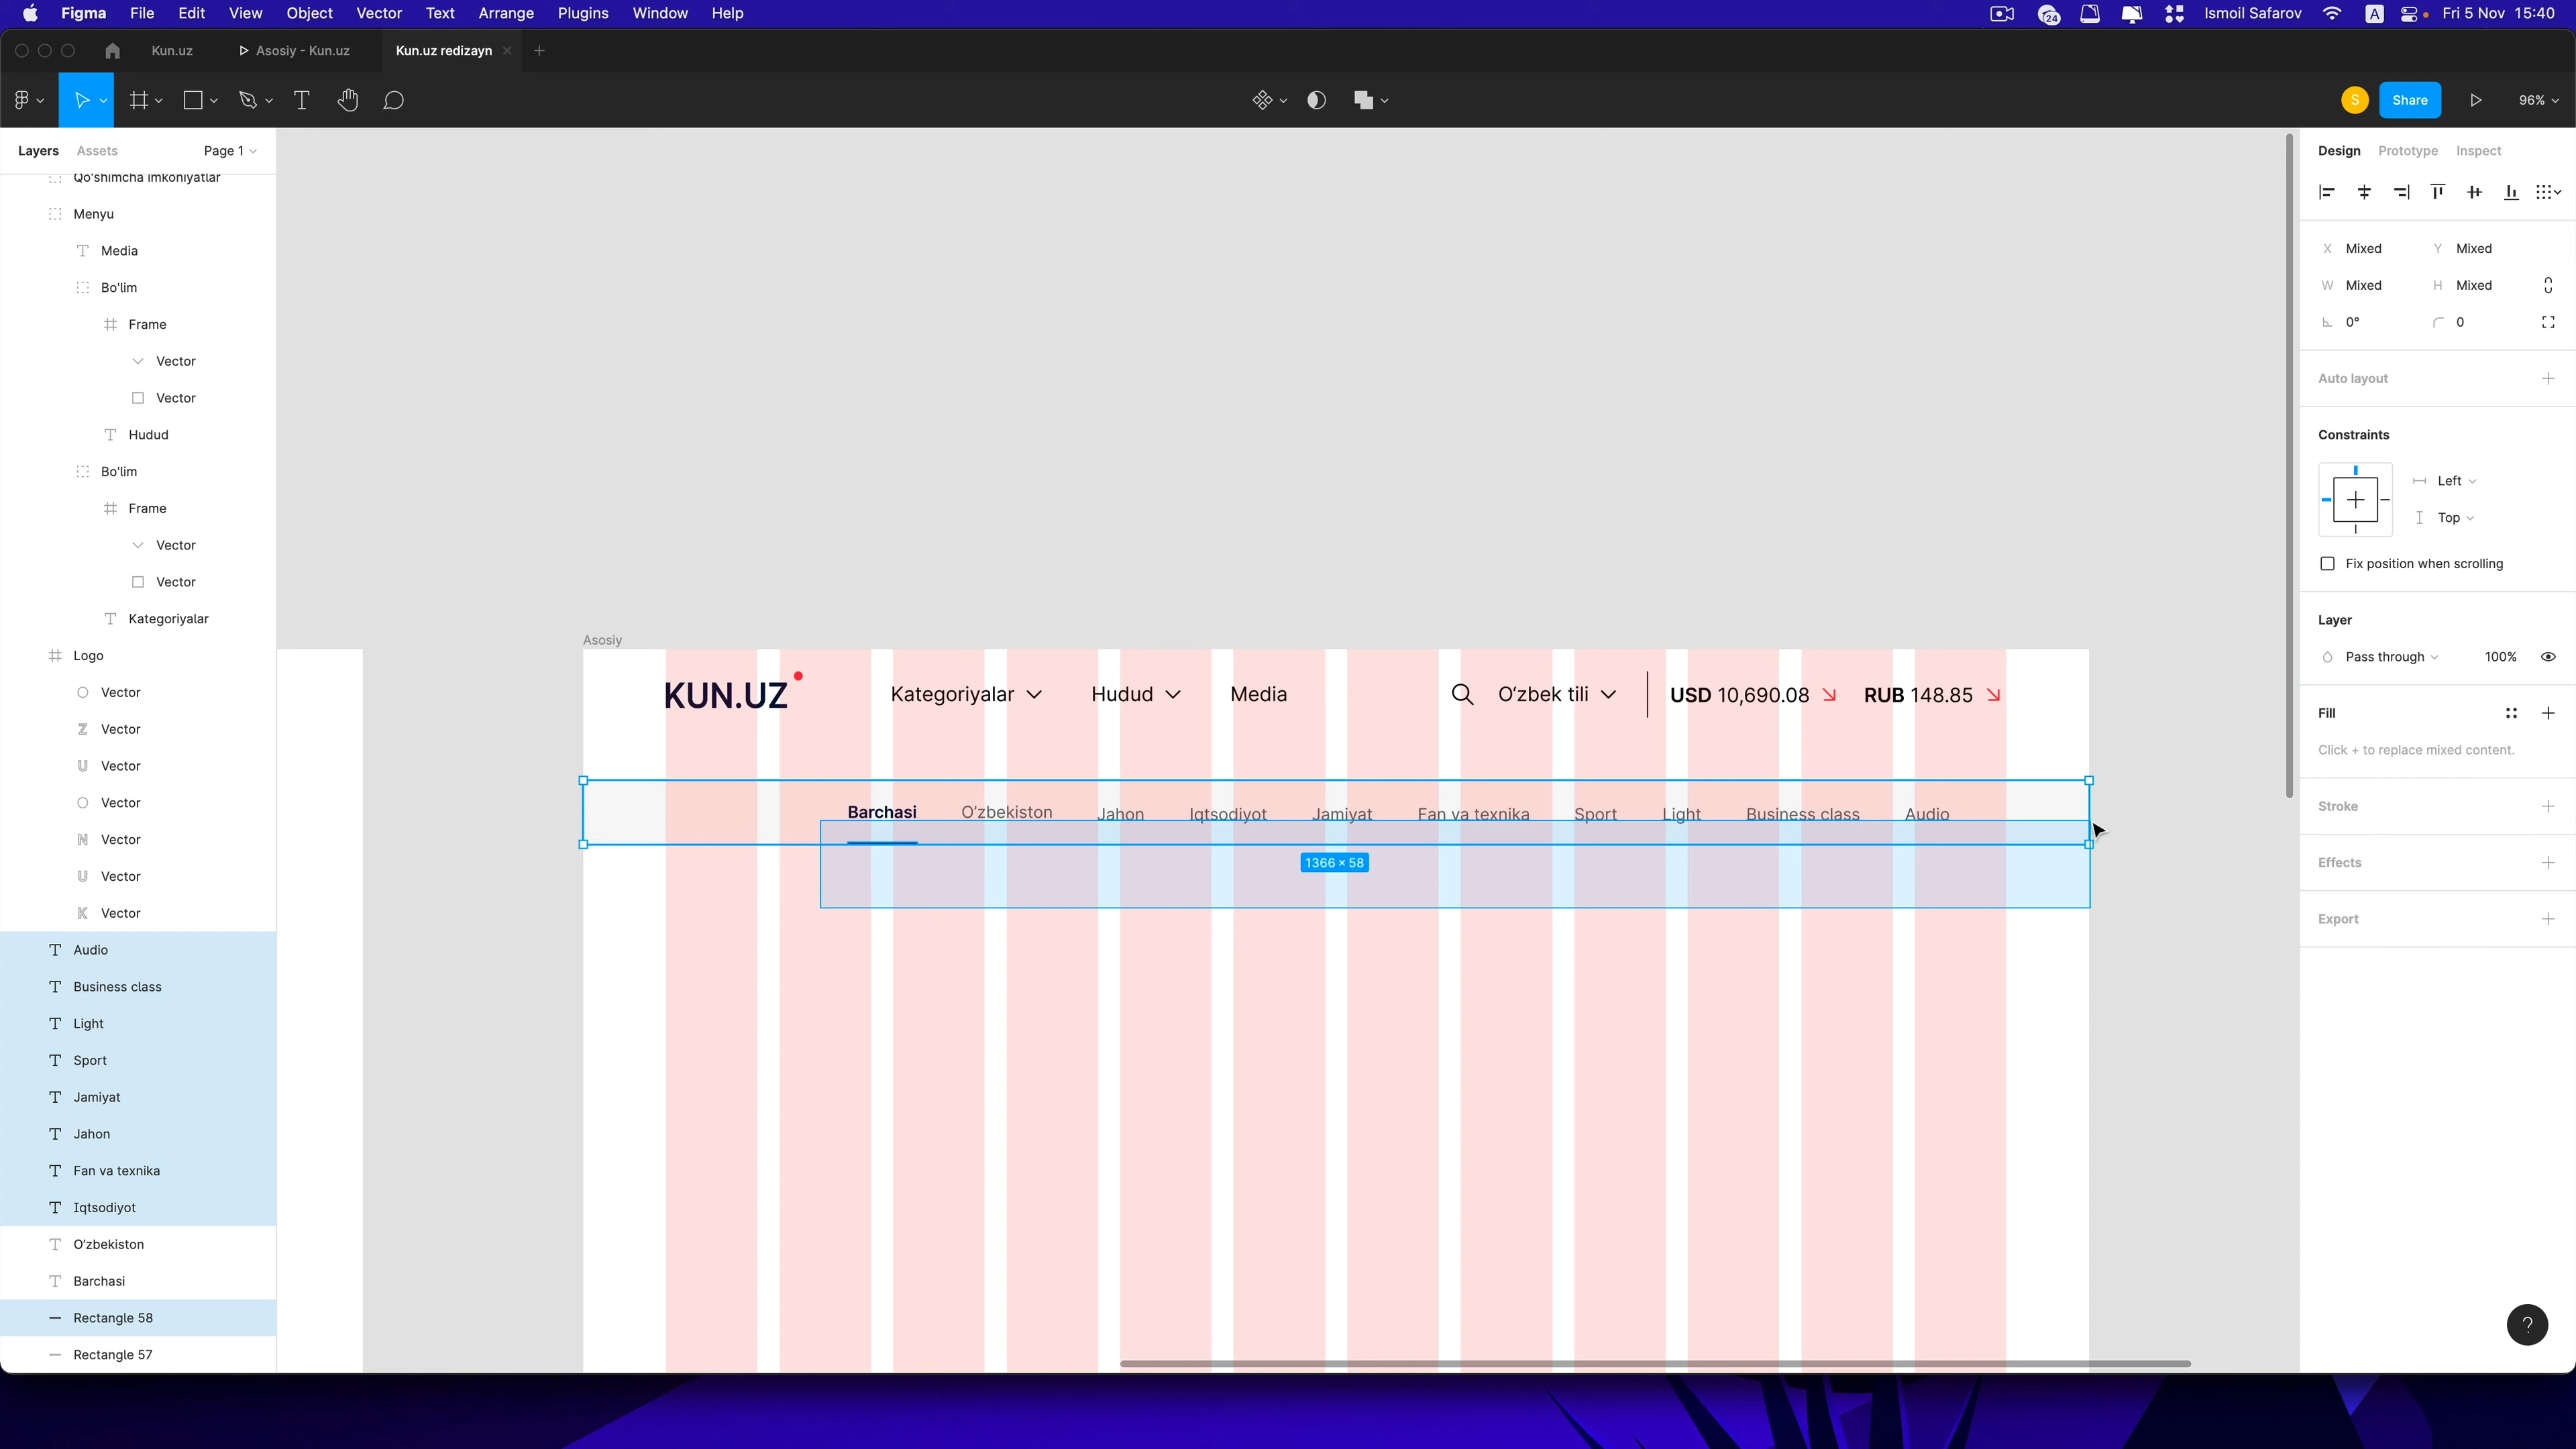 Figma File Edit View Object Vector Text Arrange Plugins Window Help
24 Ismoil Safarov A Fri 5 Nov 15:40
Kun.uz Asosiy - Kun.uz Kun.uz redizayn
S Share 96%
Layers Assets Page 1
Qo'shimcha imkoniyatlar
Menyu
Media
Bo'lim
Frame
Vector
Vector
Hudud
Bo'lim
Frame
Vector
Vector
Kategoriyalar
Logo
Vector
Vector
Vector
Vector
Vector
Vector
Vector
Audio
Business class
Light
Sport
Jamiyat
Jahon
Fan va texnika
Iqtsodiyot
O‘zbekiston
Barchasi
Rectangle 58
Rectangle 57
Asosiy
KUN.UZ Kategoriyalar Hudud Media O‘zbek tili USD 10,690.08 RUB 148.85
Barchasi O‘zbekiston Jahon Iqtsodiyot Jamiyat Fan va texnika Sport Light Business class Audio
1366 × 58
Design Prototype Inspect
X Mixed Y Mixed
W Mixed H Mixed
0° 0
Auto layout
Constraints
Left
Top
Fix position when scrolling
Layer
Pass through 100%
Fill
Click + to replace mixed content.
Stroke
Effects
Export
?